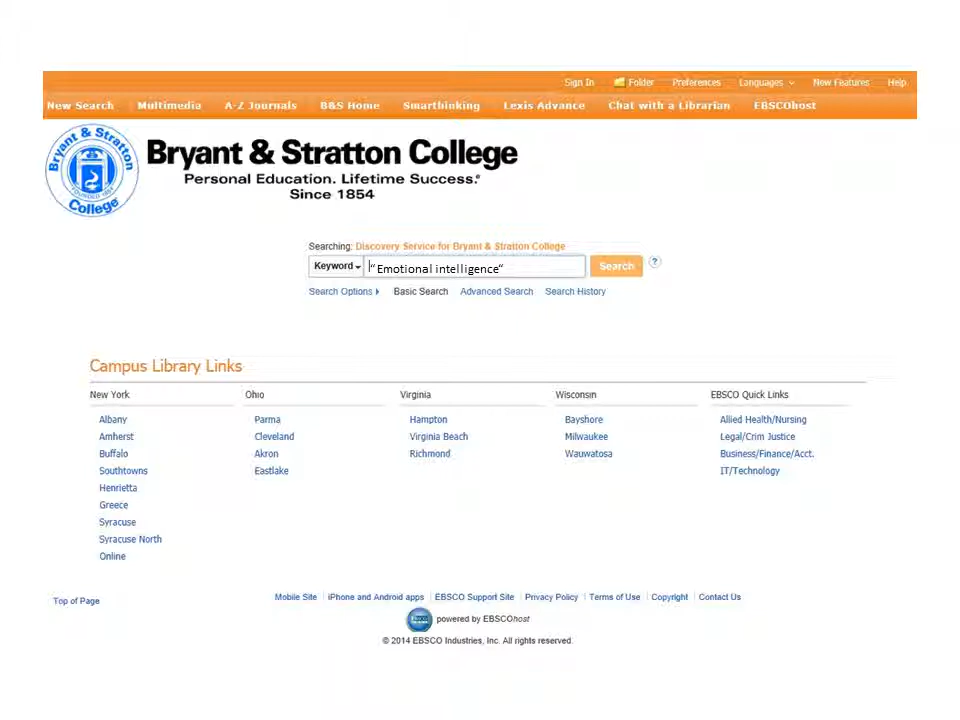 Sign In Folder Preferences Languages New Features Help
New Search Multimedia A-Z Journals B&S Home Smarthinking Lexis Advance Chat with a Librarian EBSCOhost
Bryant & Stratton College
Bryant & Stratton College
Personal Education. Lifetime Success.®
Since 1854
Searching: Discovery Service for Bryant & Stratton College
Keyword "Emotional intelligence" Search ?
Search Options Basic Search Advanced Search Search History
Campus Library Links
New York Ohio Virginia Wisconsin EBSCO Quick Links
Albany Parma Hampton Bayshore Allied Health/Nursing
Amherst Cleveland Virginia Beach Milwaukee Legal/Crim Justice
Buffalo Akron Richmond Wauwatosa Business/Finance/Acct.
Southtowns Eastlake IT/Technology
Henrietta
Greece
Syracuse
Syracuse North
Online
Top of Page
Mobile Site iPhone and Android apps EBSCO Support Site Privacy Policy Terms of Use Copyright Contact Us
powered by EBSCOhost
© 2014 EBSCO Industries, Inc. All rights reserved.